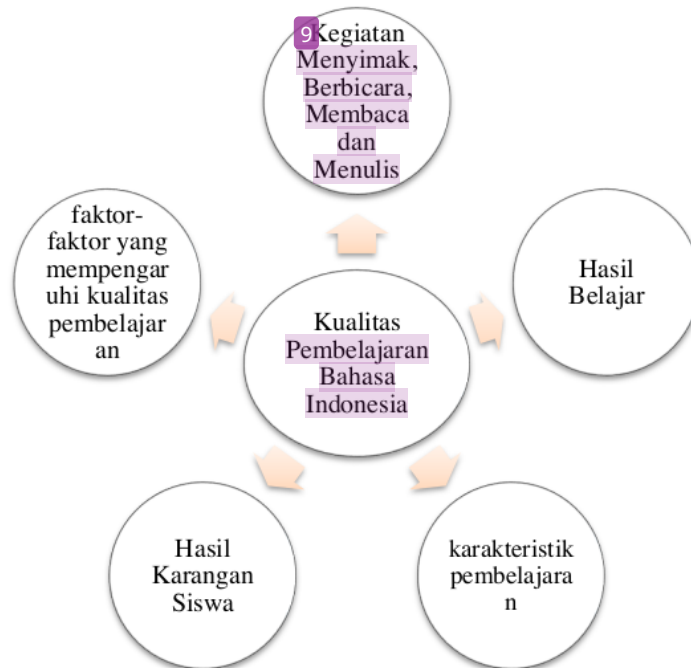 9
Kegiatan
Menyimak,
Berbicara,
Membaca
dan
Menulis
faktor-
faktor yang
mempengar
uhi kualitas
pembelajar
an
Hasil
Belajar
Kualitas
Pembelajaran
Bahasa
Indonesia
Hasil
Karangan
Siswa
karakteristik
pembelajara
n